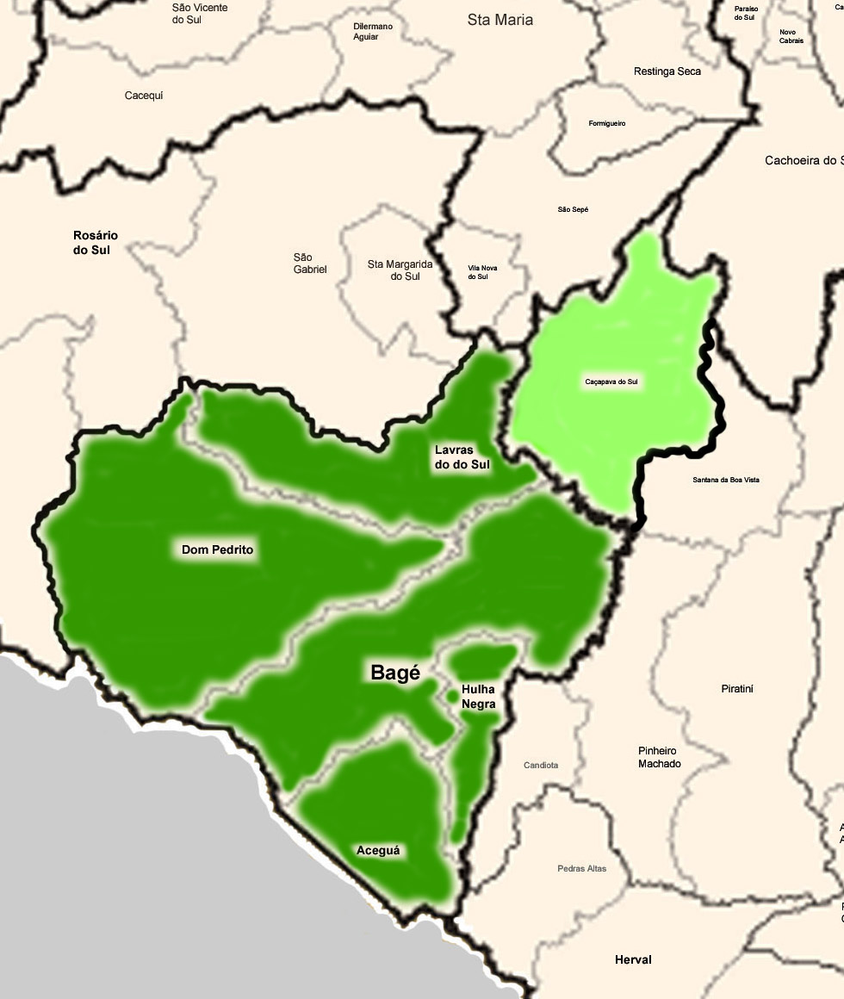 São Vicente
do Sul
Dilermano
Aguiar
Sta Maria
Paraíso
do Sul
Novo
Cabrais
Restinga Seca
Cacequí
Formigueiro
Cachoeira do S
São Sepé
Rosário
do Sul
São
Gabriel
Sta Margarida
do Sul
Vila Nova
do Sul
Caçapava do Sul
Lavras
do do Sul
Santana da Boa Vista
Dom Pedrito
Bagé
Hulha
Negra
Piratiní
Pinheiro
Machado
Candiota
Aceguá
Pedras Altas
Herval